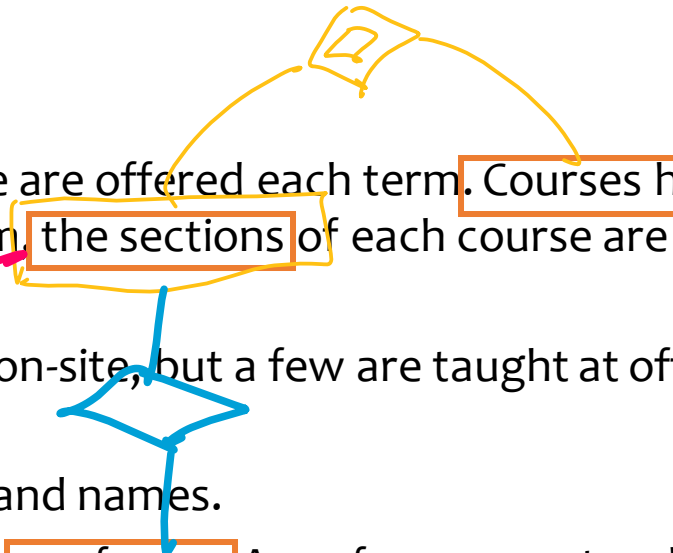 e are offered each term. Courses h
the sections of each course are
on-site, but a few are taught at of
and names.